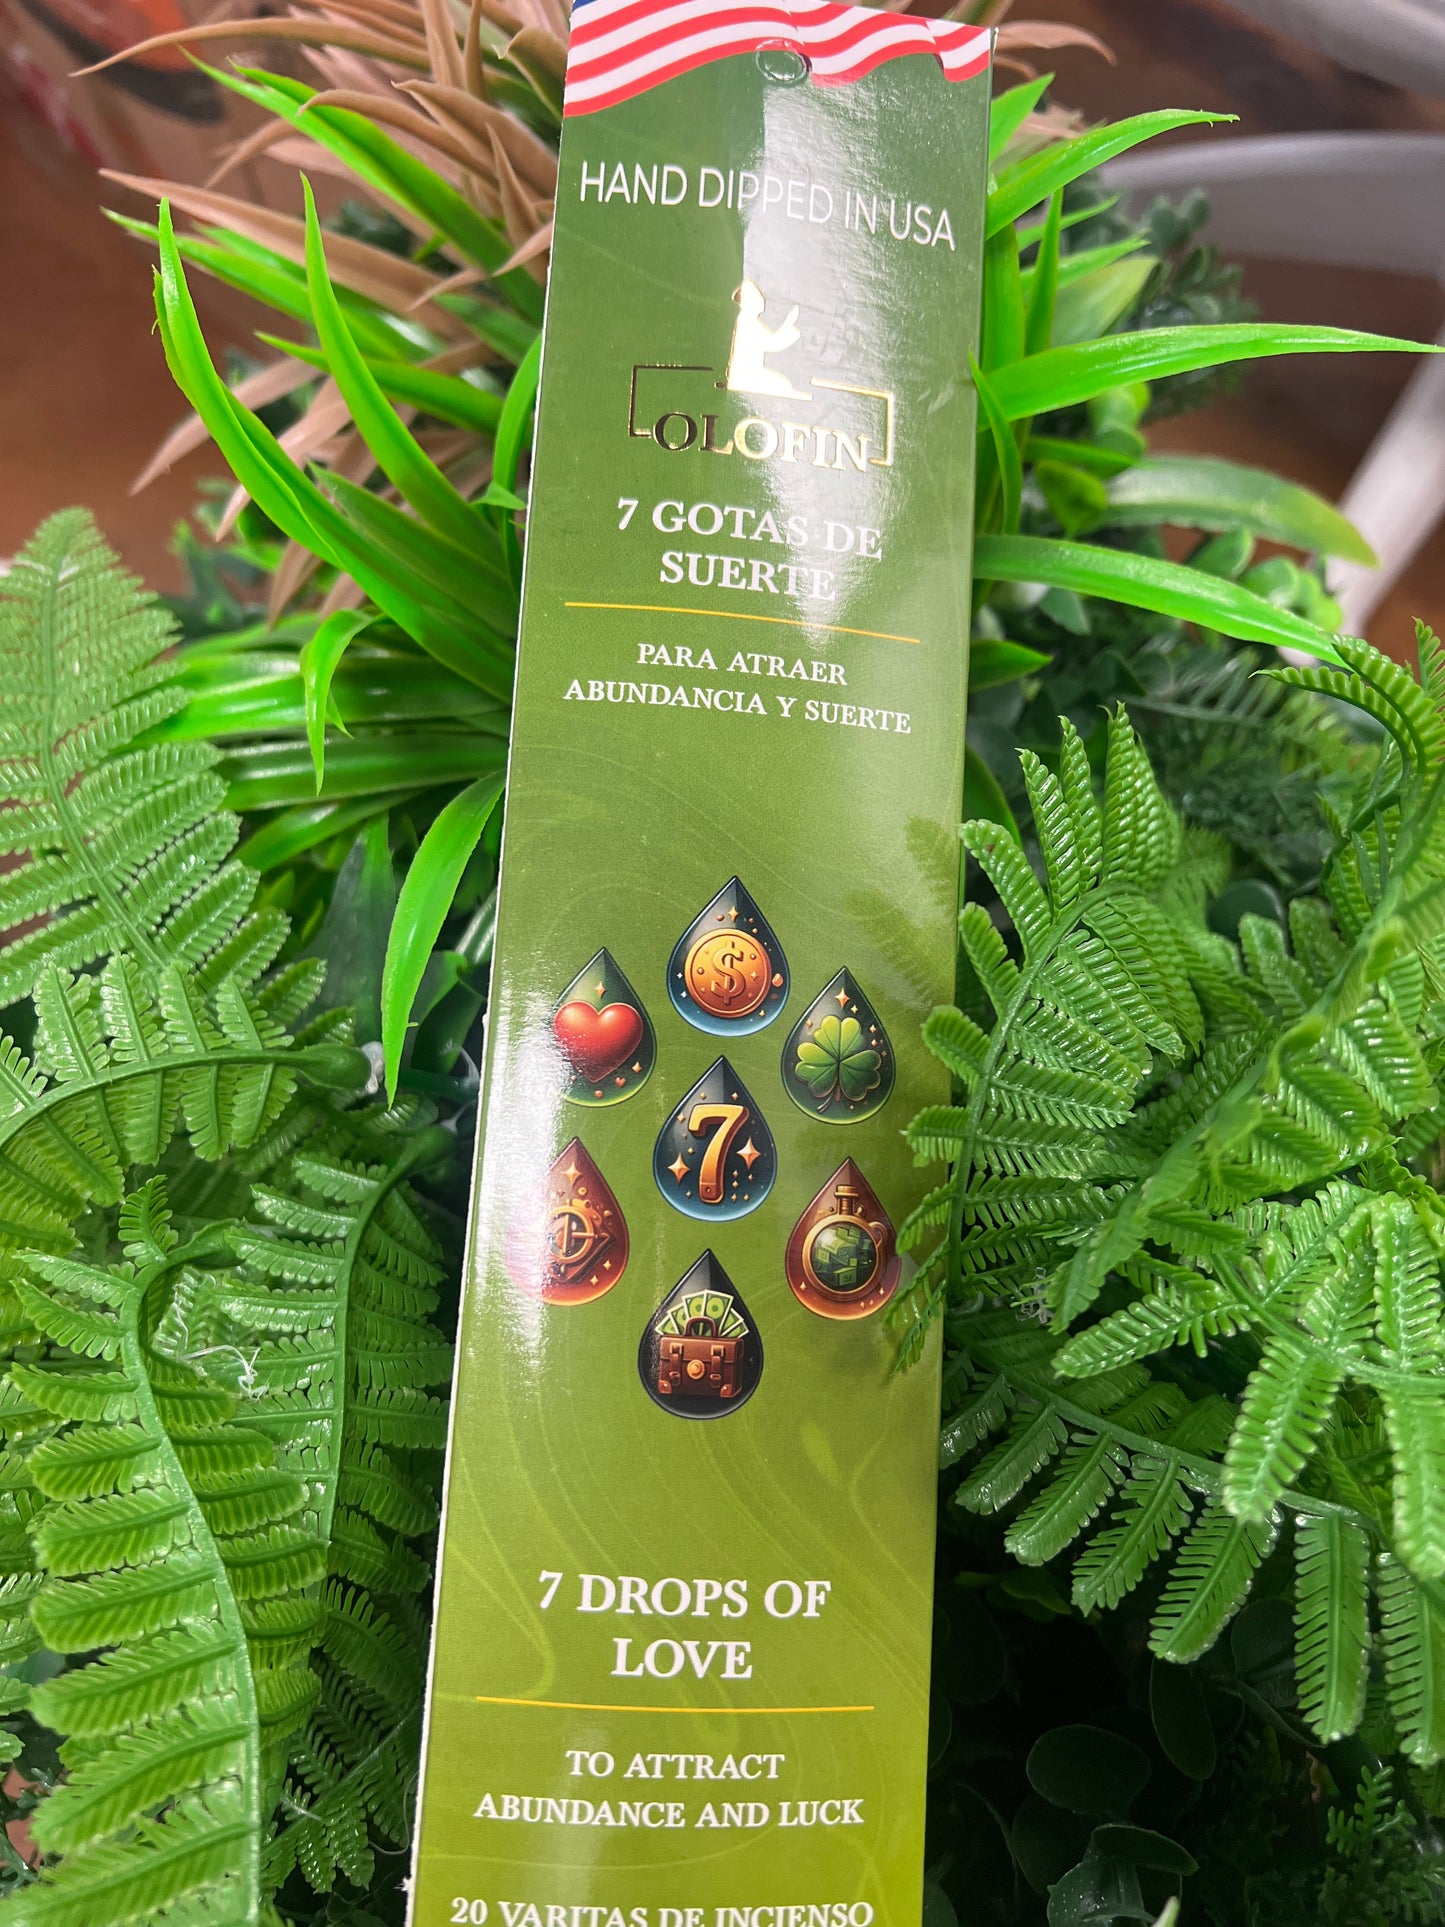 HAND DIPPED IN USA
OLOFIN
7 GOTAS DE
SUERTE
PARA ATRAER
ABUNDANCIA Y SUERTE
$
7
7 DROPS OF
LOVE
TO ATTRACT
ABUNDANCE AND LUCK
20 VARITAS DE INCIENSO